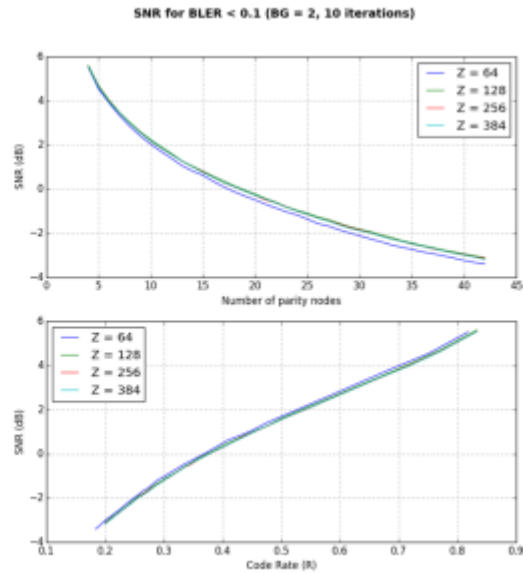 SNR for BLER < 0.1 (BG = 2, 10 iterations)
6
4
2
0
−2
−4
SNR (dB)
Z = 64
Z = 128
Z = 256
Z = 384
0 5 10 15 20 25 30 35 40 45
Number of parity nodes
6
4
2
0
−2
−4
SNR (dB)
Z = 64
Z = 128
Z = 256
Z = 384
0.1 0.2 0.3 0.4 0.5 0.6 0.7 0.8 0.9
Code Rate (R)